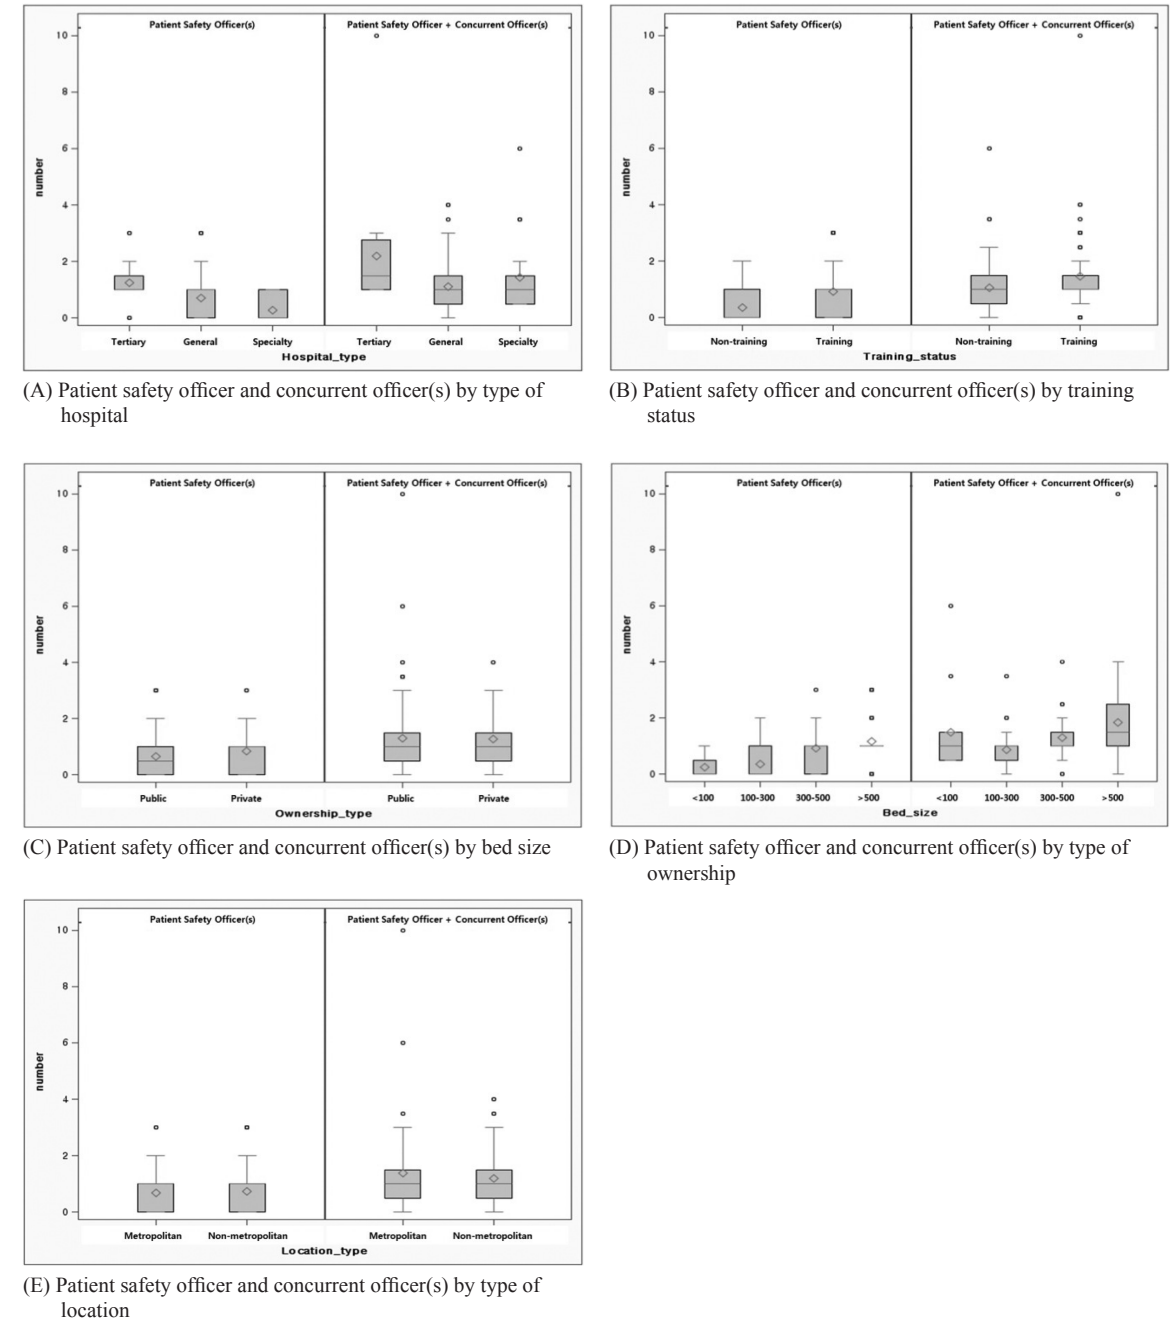 Patient Safety Officer(s) Patient Safety Officer + Concurrent Officer(s)
10
8
6
4
2
0
number
Tertiary General Specialty Tertiary General Specialty
Hospital_type
(A) Patient safety officer and concurrent officer(s) by type of
hospital
Patient Safety Officer(s) Patient Safety Officer + Concurrent Officer(s)
10
8
6
4
2
0
number
Non-training Training Non-training Training
Training_status
(B) Patient safety officer and concurrent officer(s) by training
status
Patient Safety Officer(s) Patient Safety Officer + Concurrent Officer(s)
10
8
6
4
2
0
number
Public Private Public Private
Ownership_type
(C) Patient safety officer and concurrent officer(s) by bed size
Patient Safety Officer(s) Patient Safety Officer + Concurrent Officer(s)
10
8
6
4
2
0
number
<100 100-300 300-500 >500 <100 100-300 300-500 >500
Bed_size
(D) Patient safety officer and concurrent officer(s) by type of
ownership
Patient Safety Officer(s) Patient Safety Officer + Concurrent Officer(s)
10
8
6
4
2
0
number
Metropolitan Non-metropolitan Metropolitan Non-metropolitan
Location_type
(E) Patient safety officer and concurrent officer(s) by type of
location